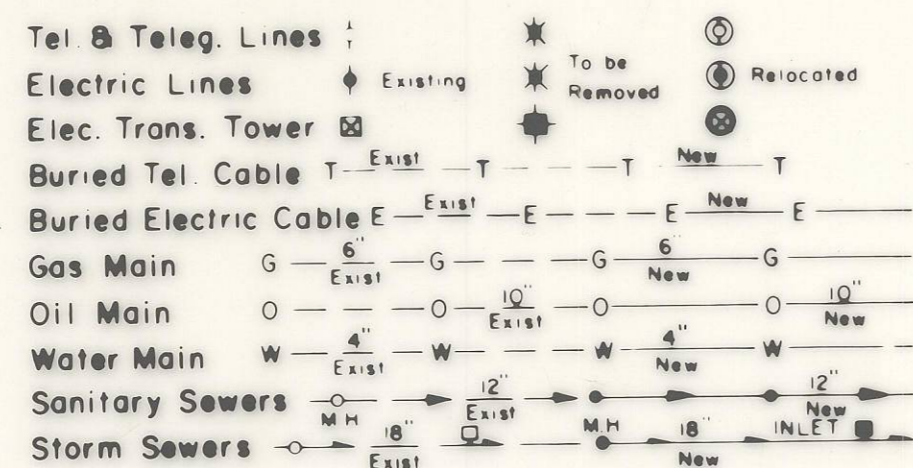 Tel. & Teleg. Lines
Electric Lines Existing To be Removed Relocated
Elec. Trans. Tower
Buried Tel. Cable T Exist T T New T
Buried Electric Cable E Exist E E New E
Gas Main G 6" Exist G G 6" New G
Oil Main O O 10" Exist O O 10" New
Water Main W 4" Exist W W 4" New W
Sanitary Sewers M H 12" Exist 12" New
Storm Sewers 18" Exist M.H 18" New INLET